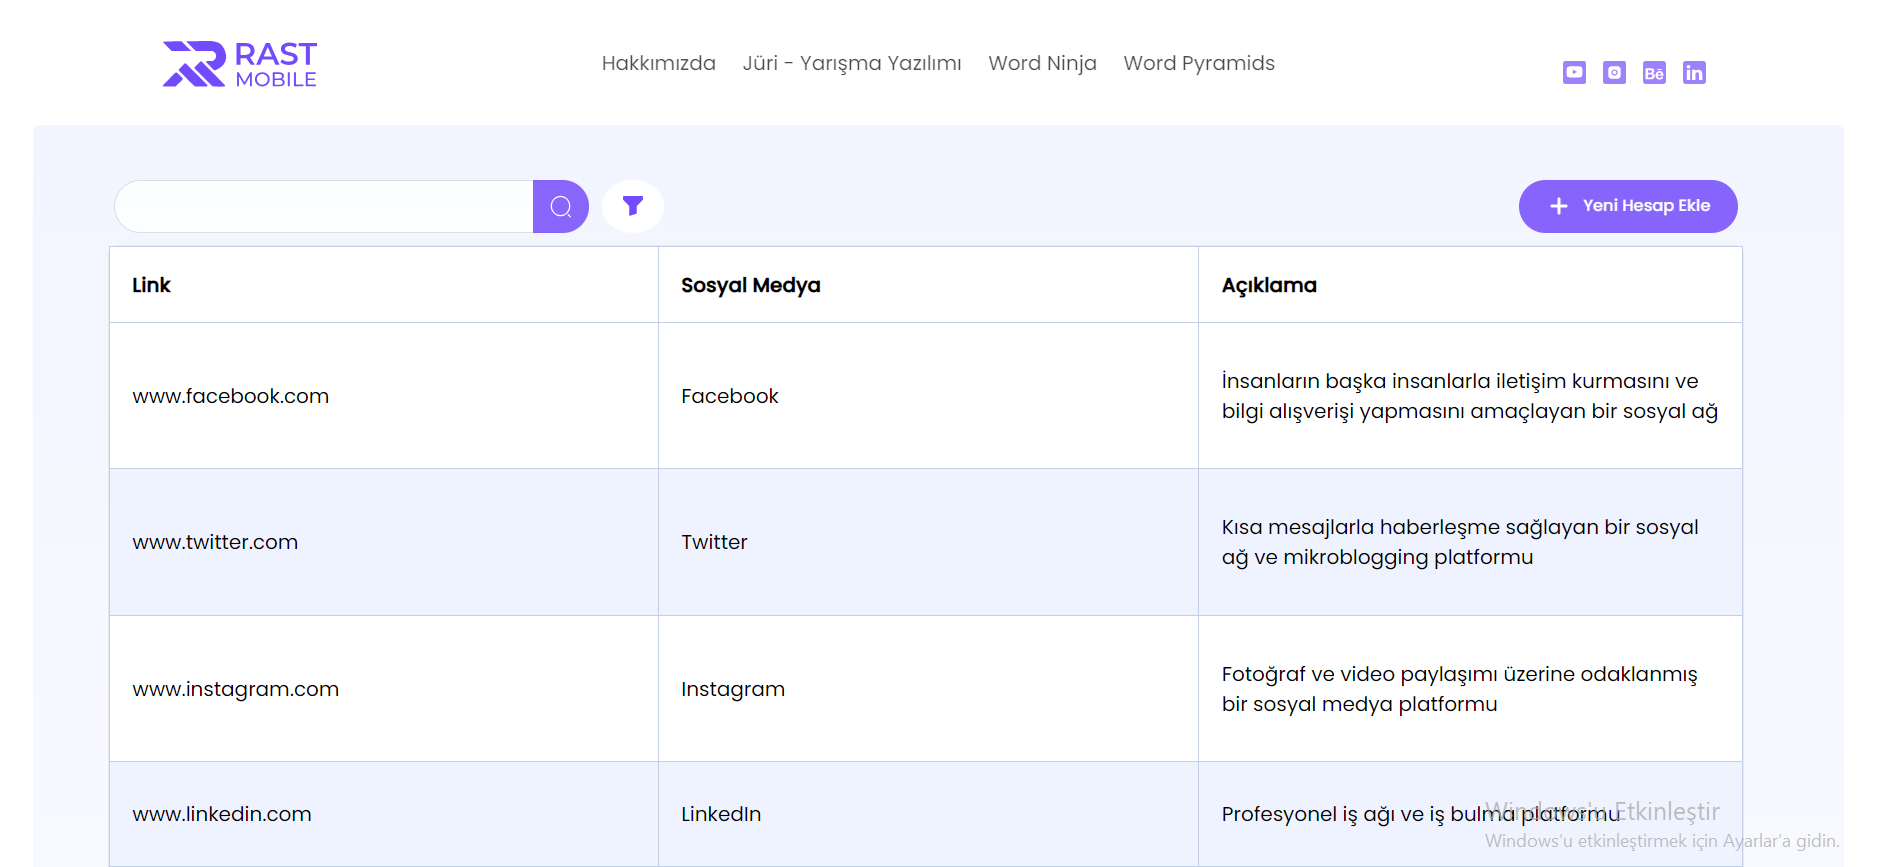 RAST
MOBILE
Hakkımızda Jüri - Yarışma Yazılımı Word Ninja Word Pyramids
Bē in
Yeni Hesap Ekle
Link Sosyal Medya Açıklama
www.facebook.com Facebook İnsanların başka insanlarla iletişim kurmasını ve
bilgi alışverişi yapmasını amaçlayan bir sosyal ağ
www.twitter.com Twitter Kısa mesajlarla haberleşme sağlayan bir sosyal
ağ ve mikroblogging platformu
www.instagram.com Instagram Fotoğraf ve video paylaşımı üzerine odaklanmış
bir sosyal medya platformu
www.linkedin.com LinkedIn Profesyonel iş ağı ve iş bulma platformu
Windows'u Etkinleştir
Windows'u etkinleştirmek için Ayarlar'a gidin.